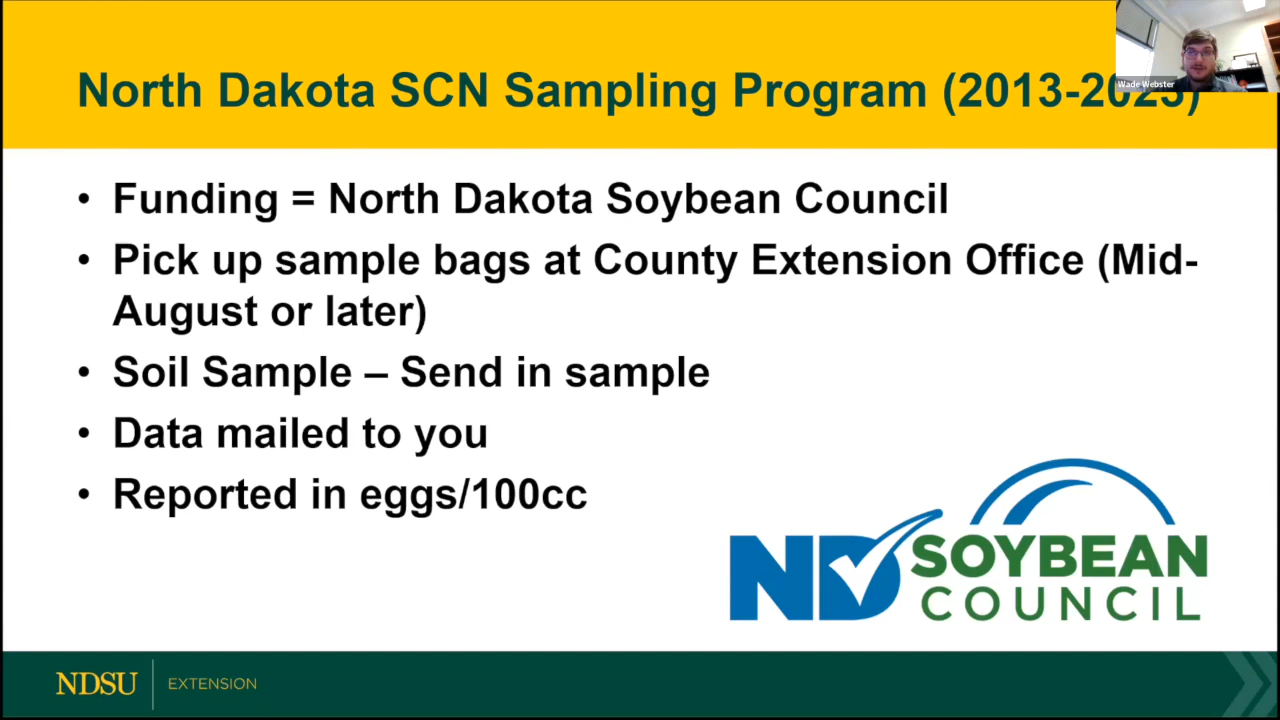 North Dakota SCN Sampling Program (2013-2023)
Wade Webster
• Funding = North Dakota Soybean Council
• Pick up sample bags at County Extension Office (Mid-
August or later)
• Soil Sample – Send in sample
• Data mailed to you
• Reported in eggs/100cc
ND SOYBEAN
COUNCIL
NDSU EXTENSION